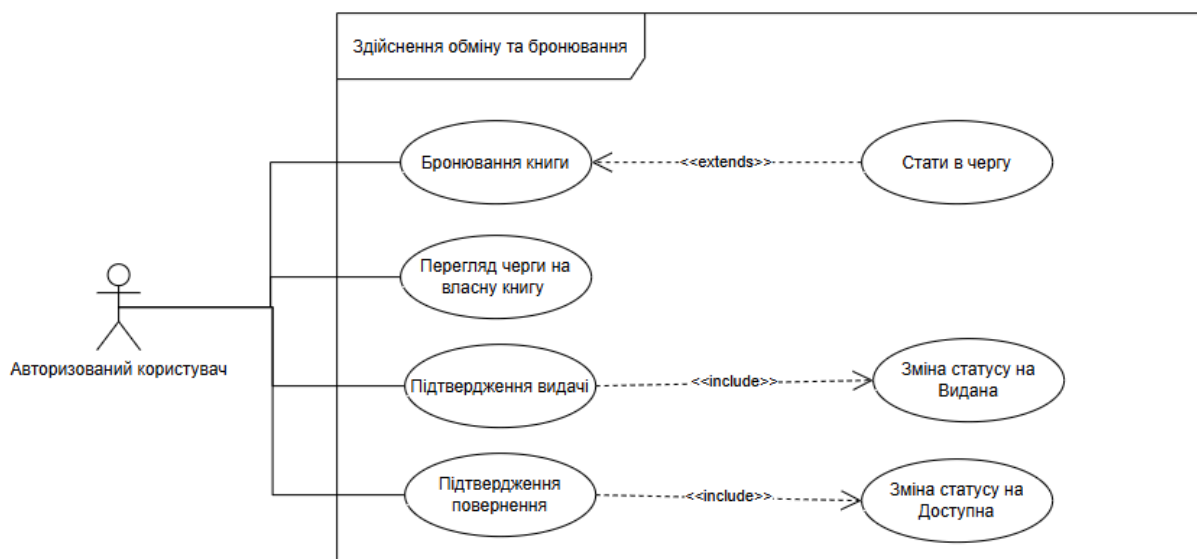 Здійснення обміну та бронювання
Бронювання книги
<<extends>>
Стати в чергу
Перегляд черги на
власну книгу
Авторизований користувач
Підтвердження видачі
<<include>>
Зміна статусу на
Видана
Підтвердження
повернення
<<include>>
Зміна статусу на
Доступна